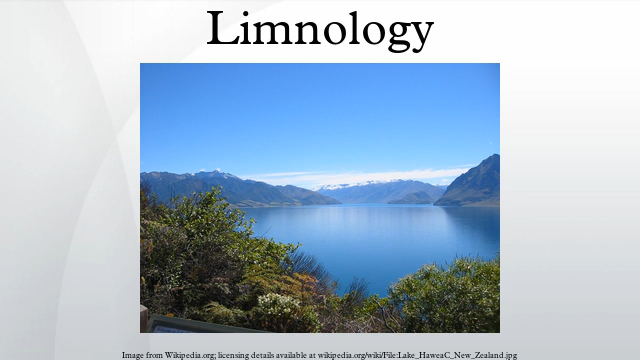 Limnology
Image from Wikipedia.org; licensing details available at wikipedia.org/wiki/File:Lake_HaweaC_New_Zealand.jpg